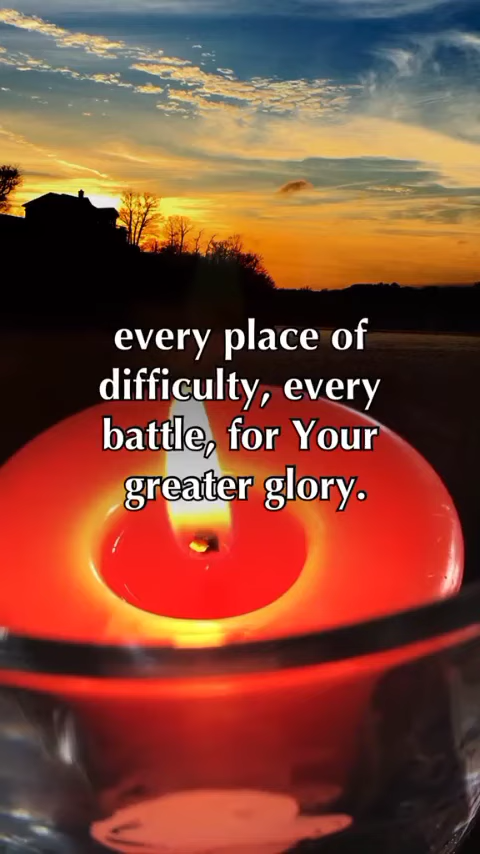 every place of
difficulty, every
battle, for Your
greater glory.